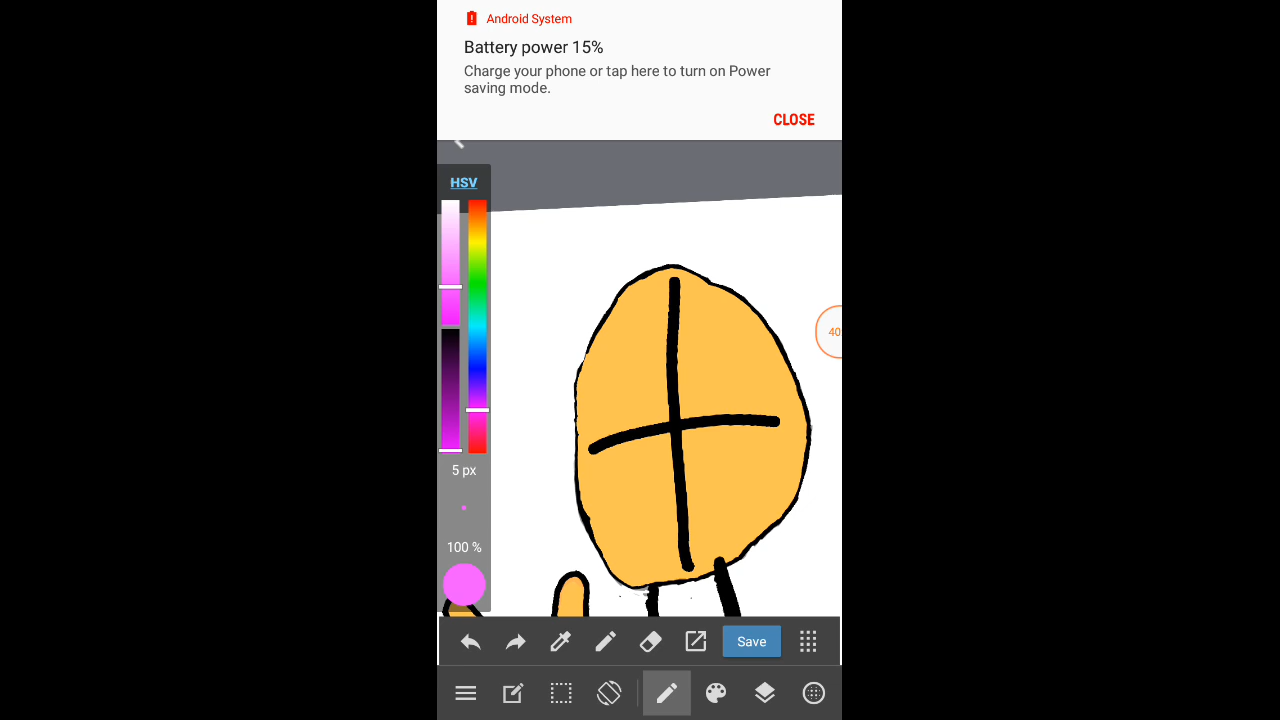 Android System
Battery power 15%
Charge your phone or tap here to turn on Power
saving mode.
CLOSE
HSV
40
5 px
100 %
Save